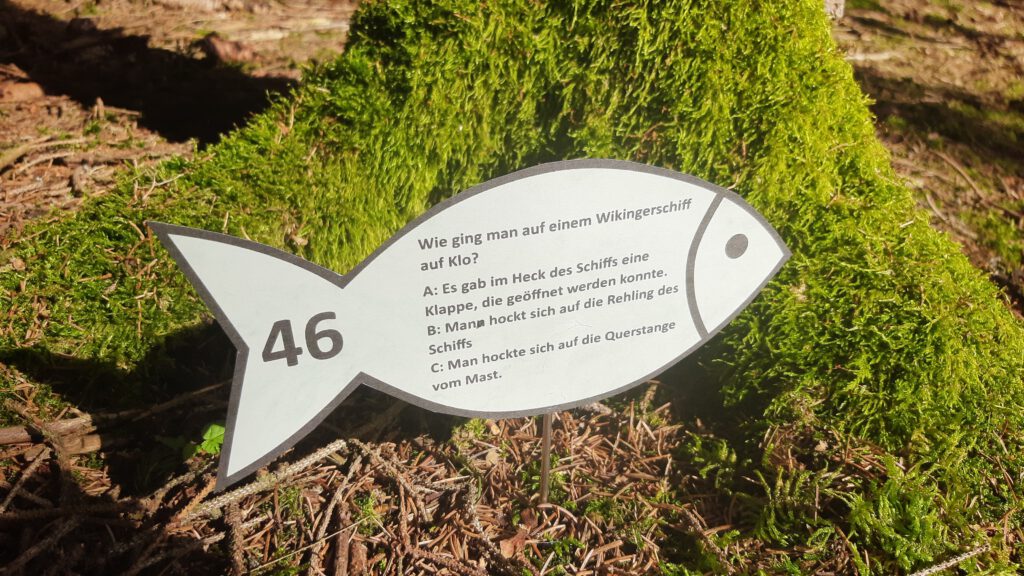 46
Wie ging man auf einem Wikingerschiff
auf Klo?
A: Es gab im Heck des Schiffs eine
Klappe, die geöffnet werden konnte.
B: Man hockt sich auf die Rehling des
Schiffs
C: Man hockte sich auf die Querstange
vom Mast.